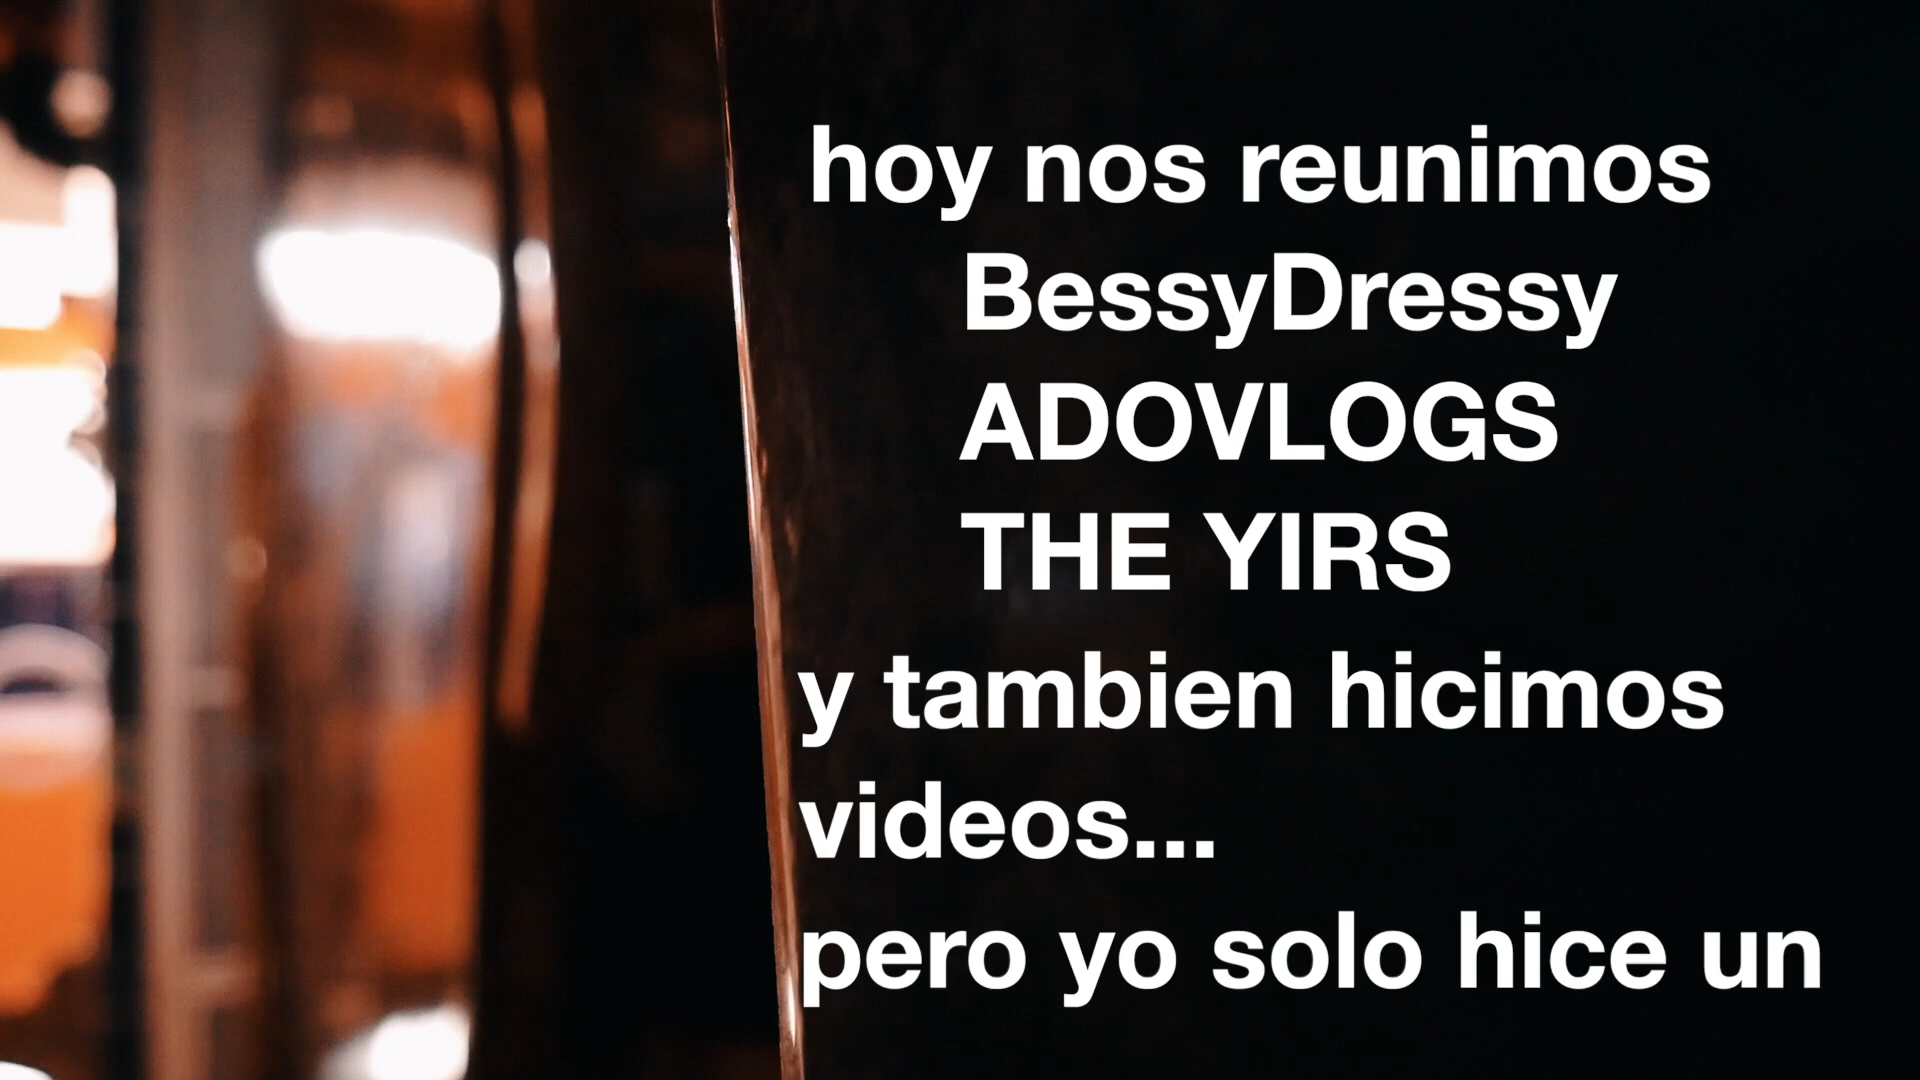 hoy nos reunimos
BessyDressy
ADOVLOGS
THE YIRS
y tambien hicimos
videos...
pero yo solo hice un